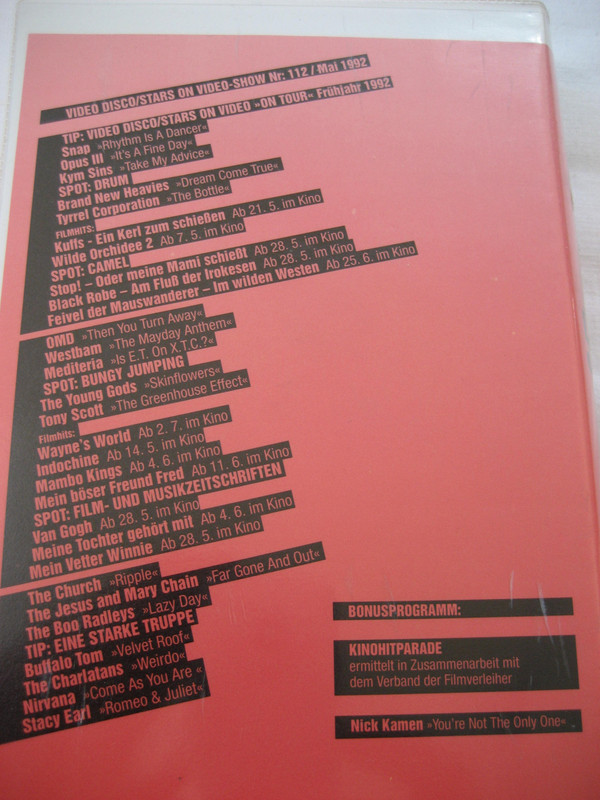 VIDEO DISCO/STARS ON VIDEO-SHOW Nr: 112 / Mai 1992
TIP: VIDEO DISCO/STARS ON VIDEO »ON TOUR« Frühjahr 1992
Snap »Rhythm Is A Dancer«
Opus III »It's A Fine Day«
Kym Sins »Take My Advice«
SPOT: DRUM
Brand New Heavies »Dream Come True«
Tyrrel Corporation »The Bottle«
FILMHITS:
Kuffs - Ein Kerl zum schießen Ab 21. 5. im Kino
Wilde Orchidee 2 Ab 7. 5. im Kino
SPOT: CAMEL
Stop! – Oder meine Mami schießt Ab 28. 5. im Kino
Black Robe – Am Fluß der Irokesen Ab 28. 5. im Kino
Feivel der Mauswanderer – Im wilden Westen Ab 25. 6. im Kino
OMD »Then You Turn Away«
Westbam »The Mayday Anthem«
Mediteria »Is E.T. On X.T.C.?«
SPOT: BUNGY JUMPING
The Young Gods »Skinflowers«
Tony Scott »The Greenhouse Effect«
Filmhits:
Wayne's World Ab 2. 7. im Kino
Indochine Ab 14. 5. im Kino
Mambo Kings Ab 4. 6. im Kino
Mein böser Freund Fred Ab 11. 6. im Kino
SPOT: FILM- UND MUSIKZEITSCHRIFTEN
Van Gogh Ab 28. 5. im Kino
Meine Tochter gehört mit Ab 4. 6. im Kino
Mein Vetter Winnie Ab 28. 5. im Kino
The Church »Ripple«
The Jesus and Mary Chain »Far Gone And Out«
The Boo Radleys »Lazy Day«
TIP: EINE STARKE TRUPPE
Buffalo Tom »Velvet Roof«
The Charlatans »Weirdo«
Nirvana »Come As You Are «
Stacy Earl »Romeo & Juliet«
BONUSPROGRAMM:
KINOHITPARADE
ermittelt in Zusammenarbeit mit
dem Verband der Filmverleiher
Nick Kamen »You're Not The Only One«